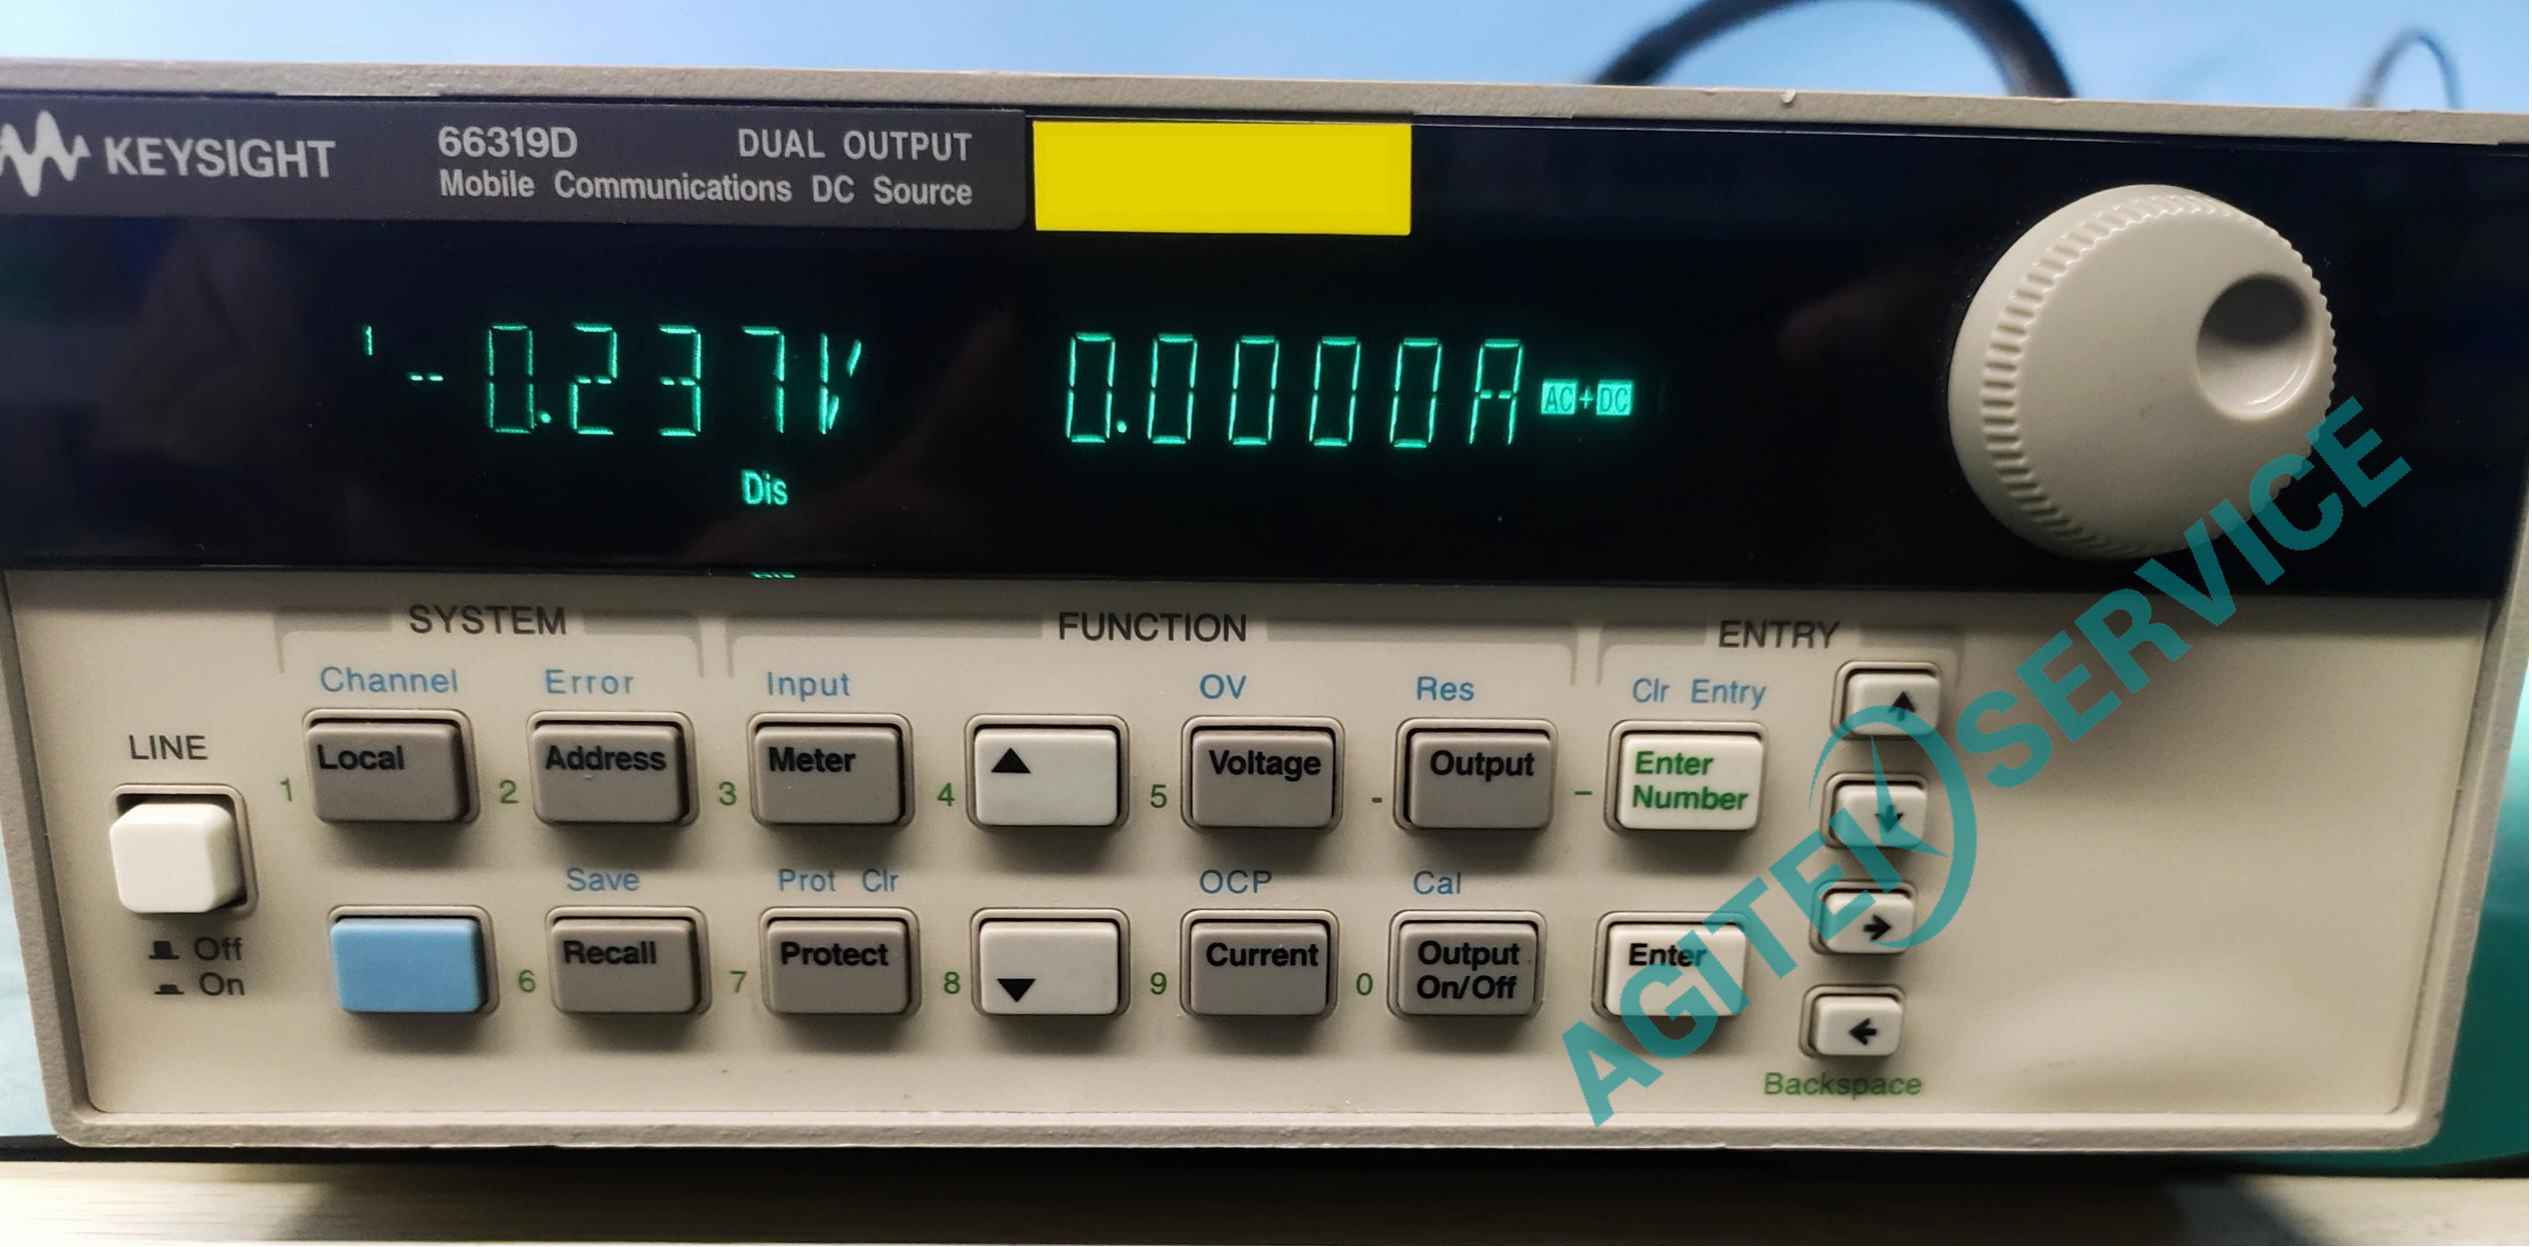 KEYSIGHT
66319D DUAL OUTPUT
Mobile Communications DC Source
1 -0.237V 0.0000A AC+DC
Dis
SYSTEM FUNCTION ENTRY
Channel Error Input OV Res Clr Entry
LINE
Local Address Meter ▲ Voltage Output Enter Number ↑
1 2 3 4 5 . -
↓
Save Prot Clr OCP Cal
Off
On
Recall Protect ▼ Current Output On/Off Enter →
6 7 8 9 0
←
Backspace
AGITEK SERVICE